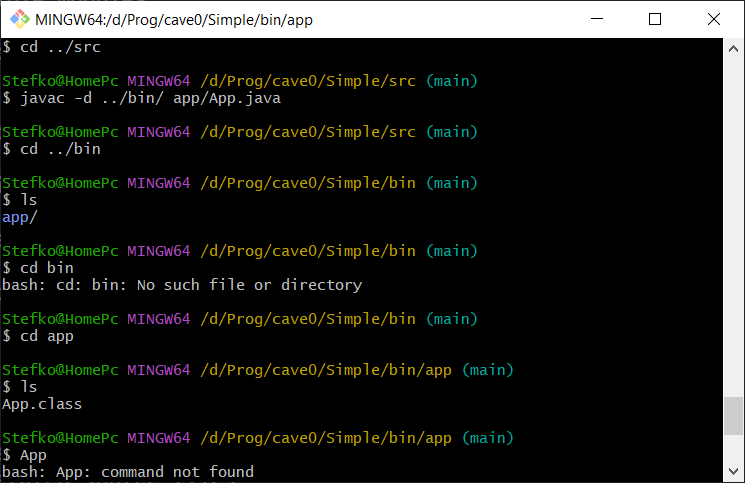 MINGW64:/d/Prog/cave0/Simple/bin/app
$ cd ../src
Stefko@HomePc MINGW64 /d/Prog/cave0/Simple/src (main)
$ javac -d ../bin/ app/App.java
Stefko@HomePc MINGW64 /d/Prog/cave0/Simple/src (main)
$ cd ../bin
Stefko@HomePc MINGW64 /d/Prog/cave0/Simple/bin (main)
$ ls
app/
Stefko@HomePc MINGW64 /d/Prog/cave0/Simple/bin (main)
$ cd bin
bash: cd: bin: No such file or directory
Stefko@HomePc MINGW64 /d/Prog/cave0/Simple/bin (main)
$ cd app
Stefko@HomePc MINGW64 /d/Prog/cave0/Simple/bin/app (main)
$ ls
App.class
Stefko@HomePc MINGW64 /d/Prog/cave0/Simple/bin/app (main)
$ App
bash: App: command not found